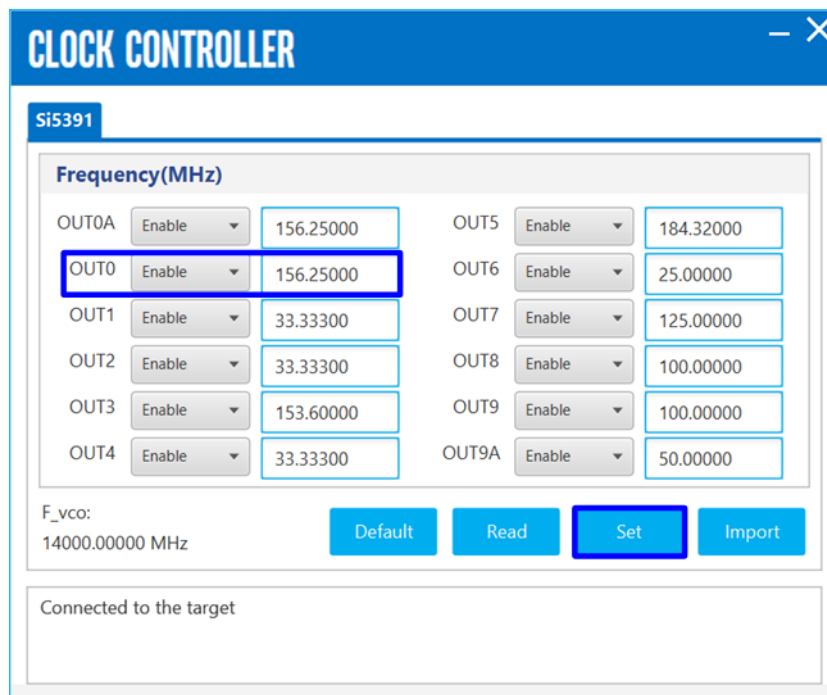 CLOCK CONTROLLER
Si5391
Frequency(MHz)
OUT0A Enable 156.25000 OUT5 Enable 184.32000
OUT0 Enable 156.25000 OUT6 Enable 25.00000
OUT1 Enable 33.33300 OUT7 Enable 125.00000
OUT2 Enable 33.33300 OUT8 Enable 100.00000
OUT3 Enable 153.60000 OUT9 Enable 100.00000
OUT4 Enable 33.33300 OUT9A Enable 50.00000
F_vco:
14000.00000 MHz
Default Read Set Import
Connected to the target